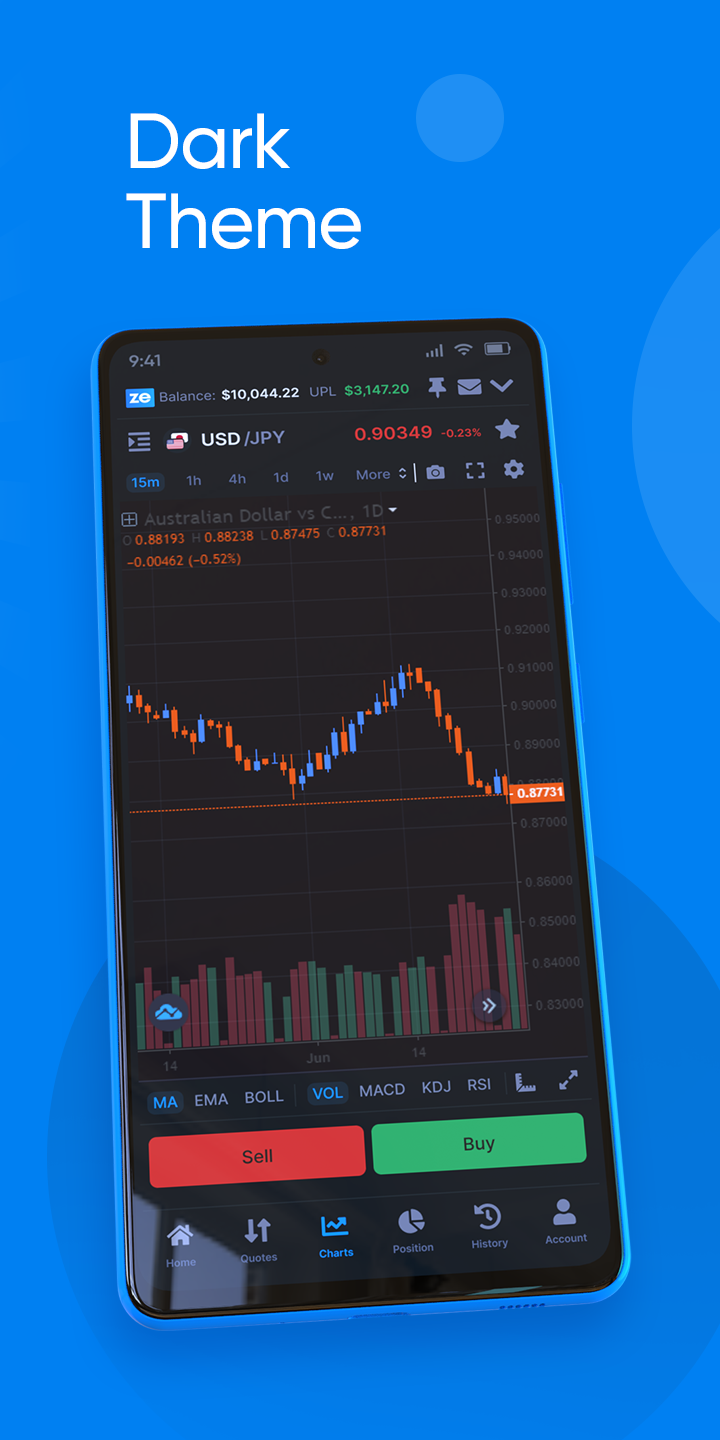 Dark
Theme
9:41
ze Balance: $10,044.22 UPL $3,147.20
USD/JPY 0.90349 -0.23%
15m 1h 4h 1d 1w More
Australian Dollar vs C..., 1D
O 0.88193 H 0.88238 L 0.87475 C 0.87731
−0.00462 (−0.52%)
0.95000
0.94000
0.93000
0.92000
0.91000
0.90000
0.89000
0.88000
0.87731
0.87000
0.86000
0.85000
0.84000
0.83000
14 Jun 14
MA EMA BOLL VOL MACD KDJ RSI
Sell Buy
Home Quotes Charts Position History Account